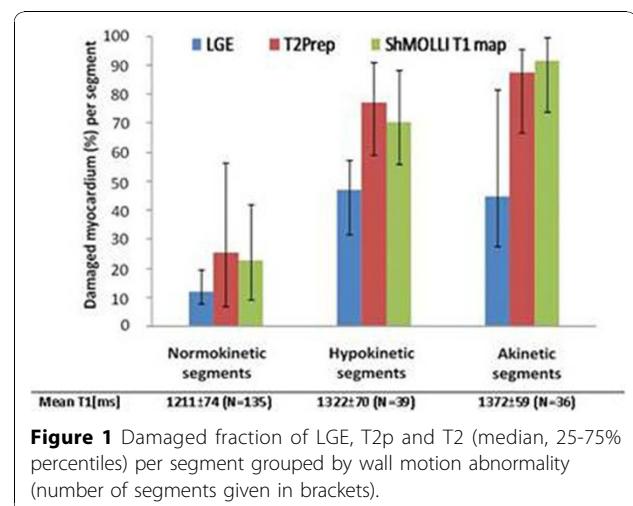 100
90
80
70
60
50
40
30
20
10
0
Damaged myocardium (%) per segment
LGE T2Prep ShMOLLI T1 map
Normokinetic segments
Hypokinetic segments
Akinetic segments
Mean T1[ms] 1211±74 (N=135) 1322±70 (N=39) 1372±59 (N=36)
Figure 1 Damaged fraction of LGE, T2p and T2 (median, 25-75%
percentiles) per segment grouped by wall motion abnormality
(number of segments given in brackets).